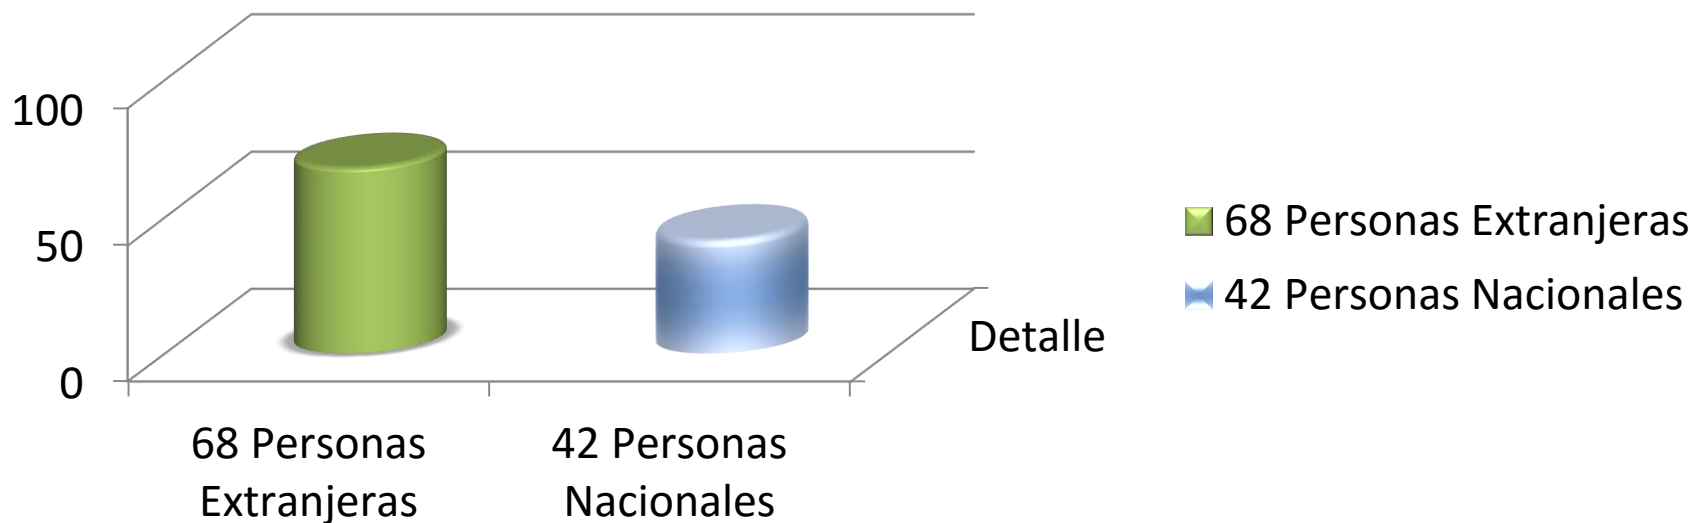 100
50
0
68 Personas
Extranjeras
42 Personas
Nacionales
Detalle
68 Personas Extranjeras
42 Personas Nacionales